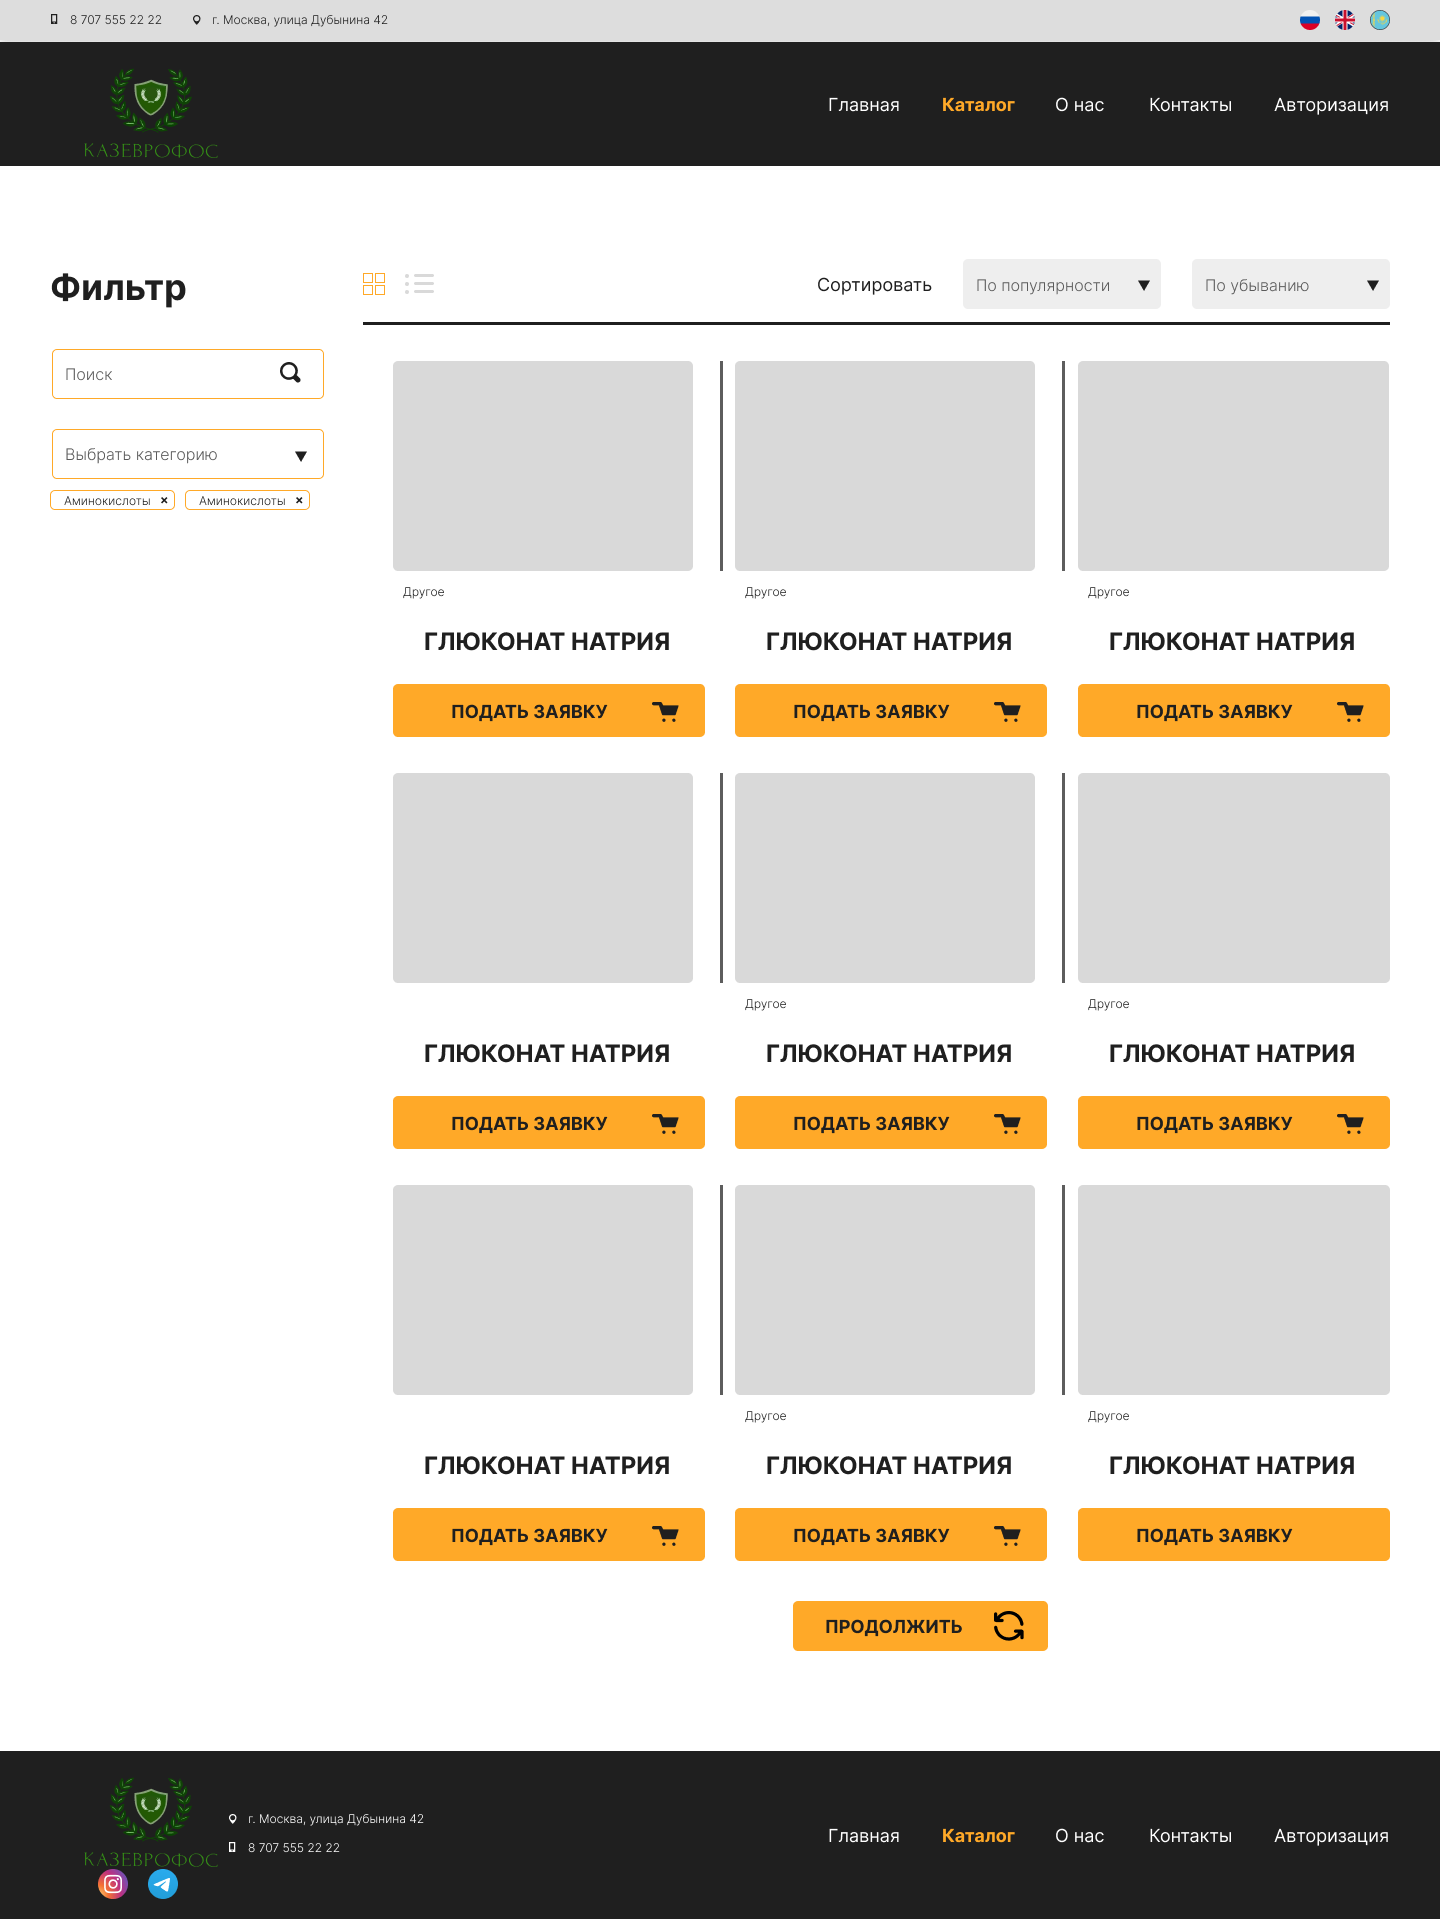 8 707 555 22 22 г. Москва, улица Дубынина 42
КАЗЕВРОФОС
Главная Каталог О нас Контакты Авторизация
Фильтр
Сортировать По популярности По убыванию
Поиск
Выбрать категорию
Аминокислоты × Аминокислоты ×
Другое Другое Другое
ГЛЮКОНАТ НАТРИЯ ГЛЮКОНАТ НАТРИЯ ГЛЮКОНАТ НАТРИЯ
ПОДАТЬ ЗАЯВКУ ПОДАТЬ ЗАЯВКУ ПОДАТЬ ЗАЯВКУ
Другое Другое
ГЛЮКОНАТ НАТРИЯ ГЛЮКОНАТ НАТРИЯ ГЛЮКОНАТ НАТРИЯ
ПОДАТЬ ЗАЯВКУ ПОДАТЬ ЗАЯВКУ ПОДАТЬ ЗАЯВКУ
Другое Другое
ГЛЮКОНАТ НАТРИЯ ГЛЮКОНАТ НАТРИЯ ГЛЮКОНАТ НАТРИЯ
ПОДАТЬ ЗАЯВКУ ПОДАТЬ ЗАЯВКУ ПОДАТЬ ЗАЯВКУ
ПРОДОЛЖИТЬ
КАЗЕВРОФОС
г. Москва, улица Дубынина 42
8 707 555 22 22
Главная Каталог О нас Контакты Авторизация